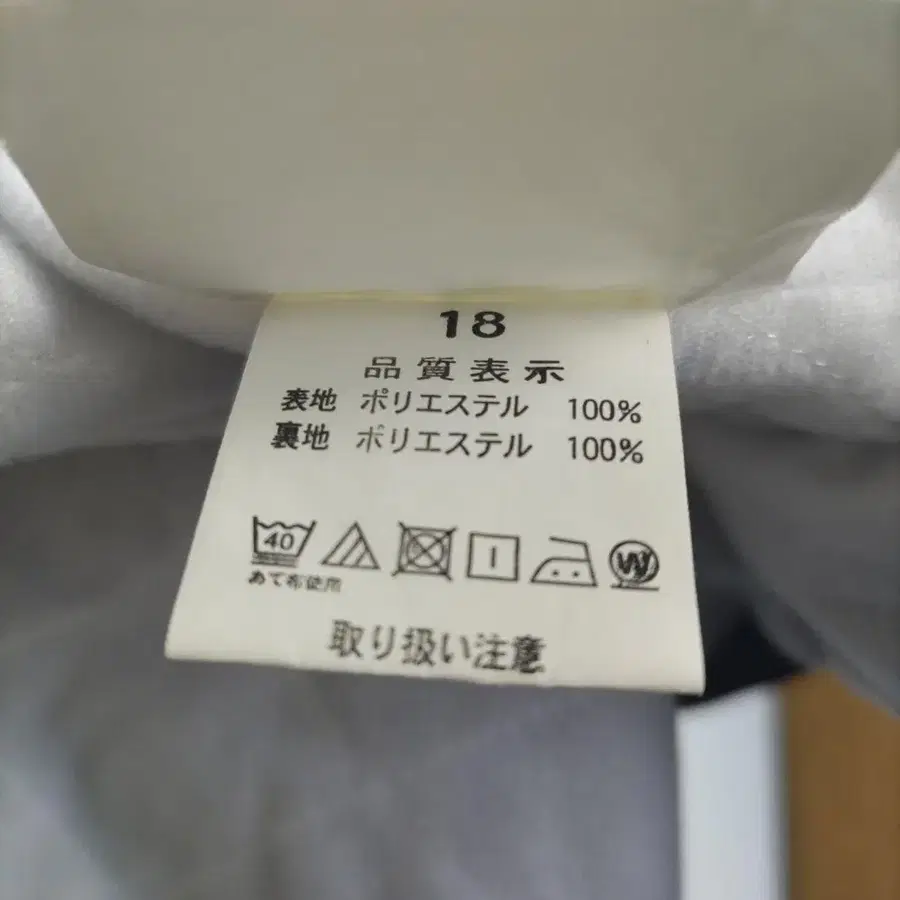 18
品質表示
表地 ポリエステル 100%
裏地 ポリエステル 100%
40 W
あて布使用
取り扱い注意